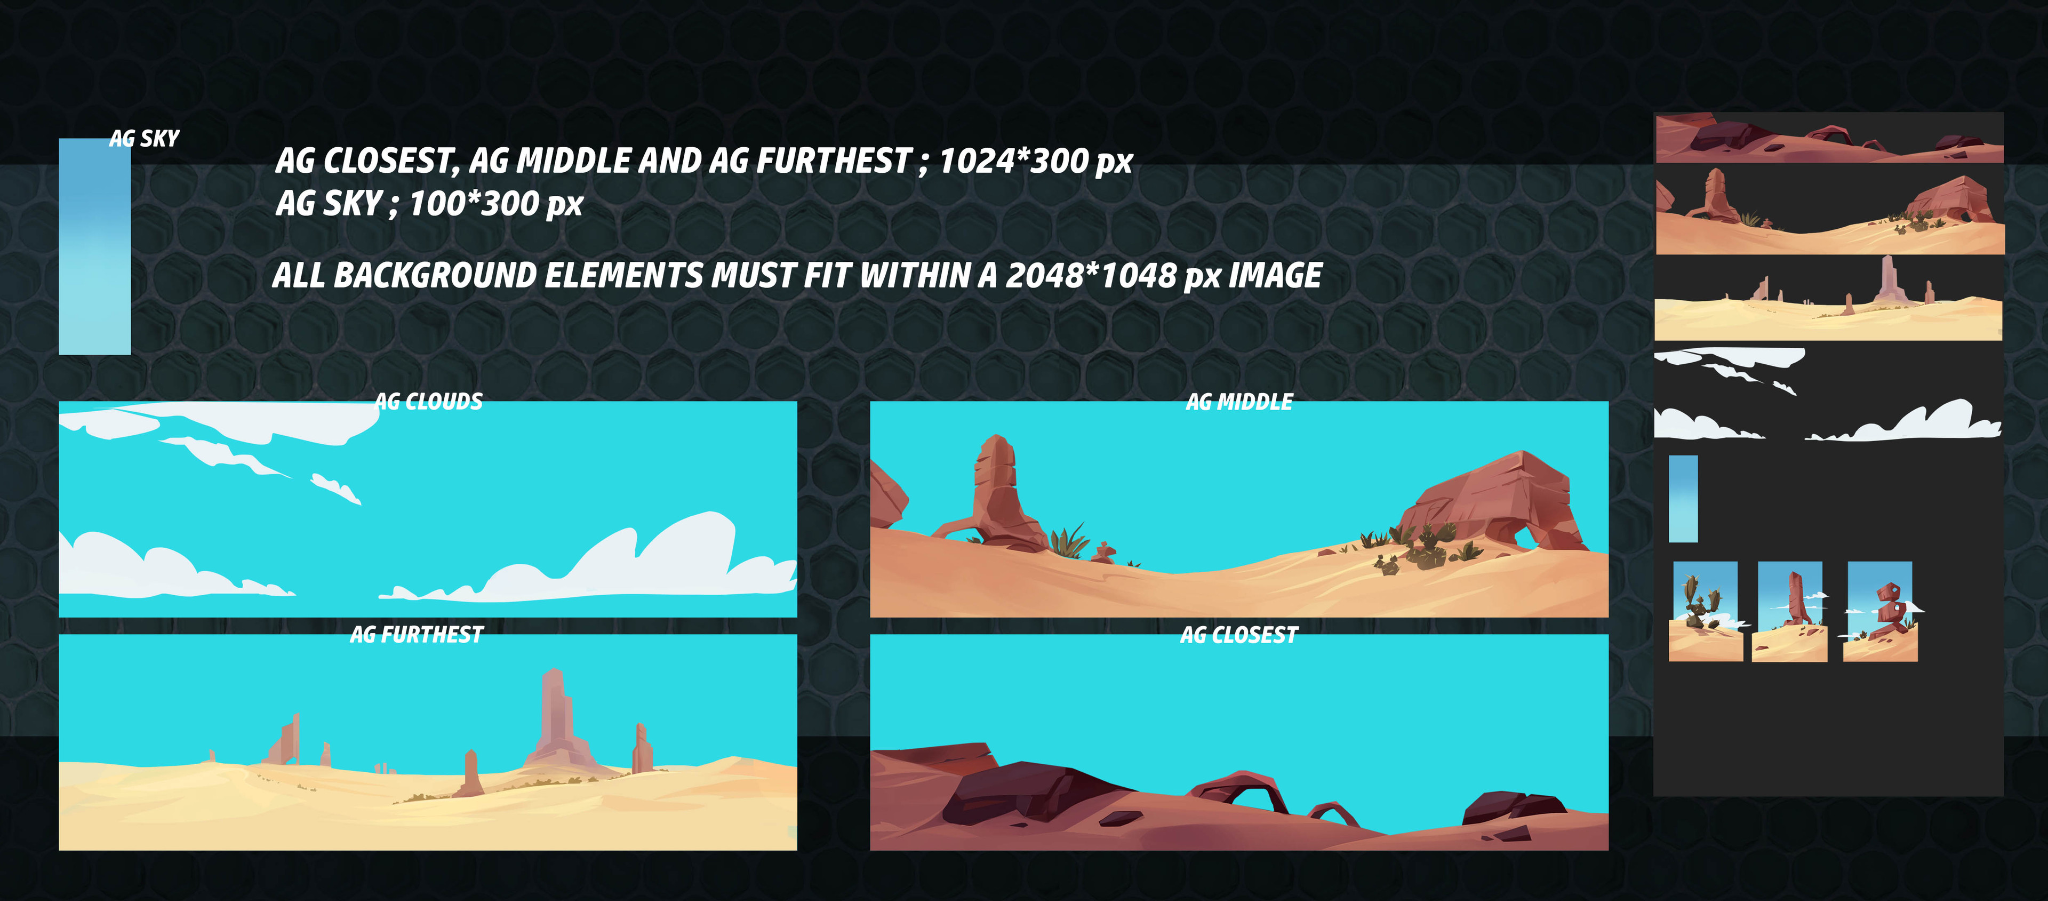 AG SKY
AG CLOSEST, AG MIDDLE AND AG FURTHEST ; 1024*300 px
AG SKY ; 100*300 px
ALL BACKGROUND ELEMENTS MUST FIT WITHIN A 2048*1048 px IMAGE
AG CLOUDS
AG MIDDLE
AG FURTHEST
AG CLOSEST